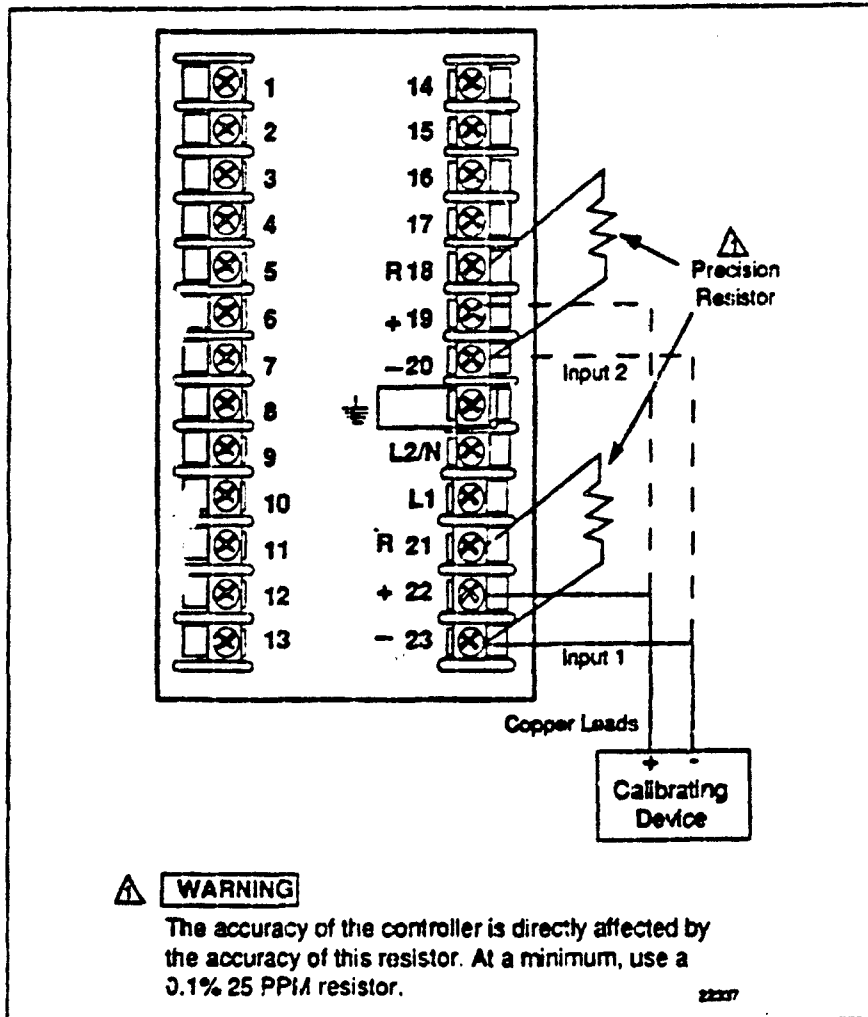 1
2
3
4
5
6
7
8
9
10
11
12
13
14
15
16
17
R 18
+ 19
- 20
L2/N
L1
R 21
+ 22
- 23
1
Precision
Resistor
Input 2
Input 1
Copper Leads
+ -
Calibrating
Device
1 WARNING
The accuracy of the controller is directly affected by
the accuracy of this resistor. At a minimum, use a
0.1% 25 PPM resistor.
22337